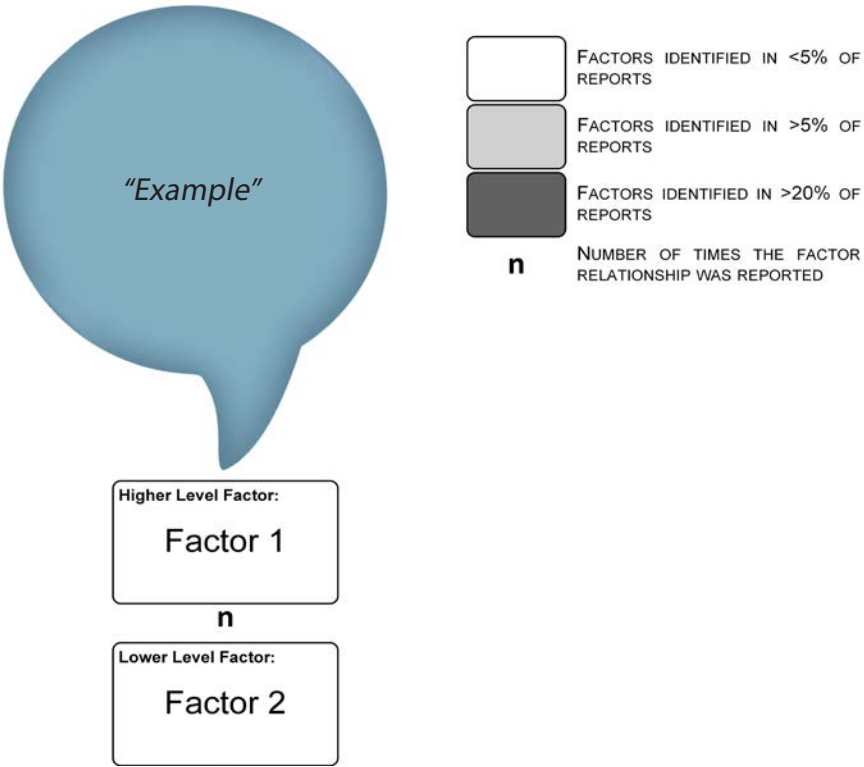 “Example”
FACTORS IDENTIFIED IN <5% OF
REPORTS
FACTORS IDENTIFIED IN >5% OF
REPORTS
FACTORS IDENTIFIED IN >20% OF
REPORTS
n
NUMBER OF TIMES THE FACTOR
RELATIONSHIP WAS REPORTED
Higher Level Factor:
Factor 1
n
Lower Level Factor:
Factor 2